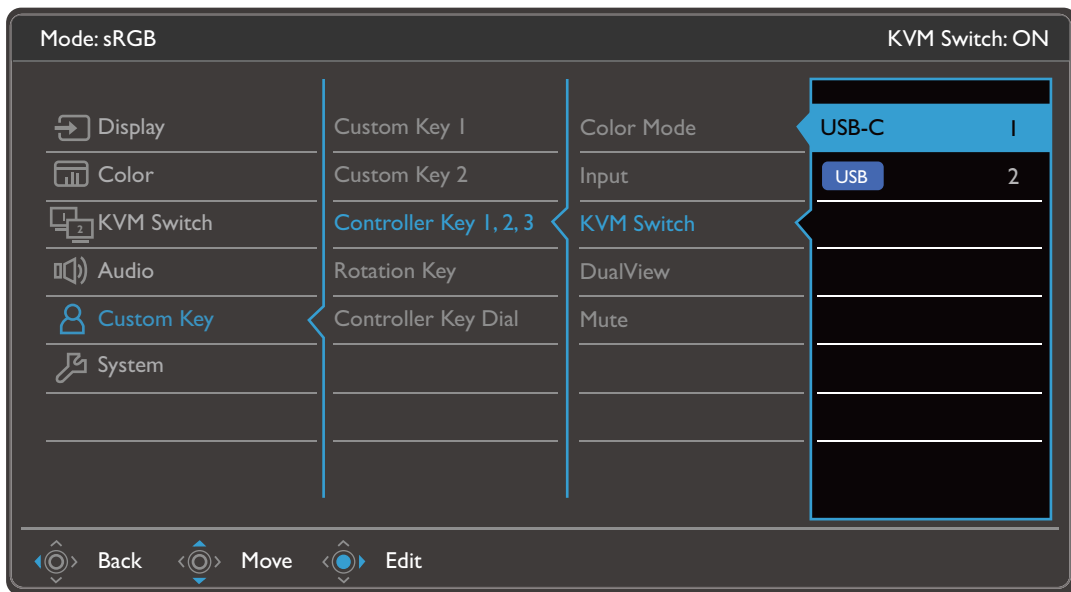 Mode: sRGB KVM Switch: ON
Display Custom Key 1 Color Mode USB-C 1
Color Custom Key 2 Input USB 2
1 2 KVM Switch Controller Key 1, 2, 3 KVM Switch
Audio Rotation Key DualView
Custom Key Controller Key Dial Mute
System
Back Move Edit